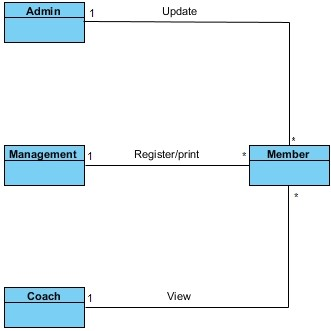 Admin
1
Update
*
Management
1
Register/print
*
Member
*
Coach
1
View